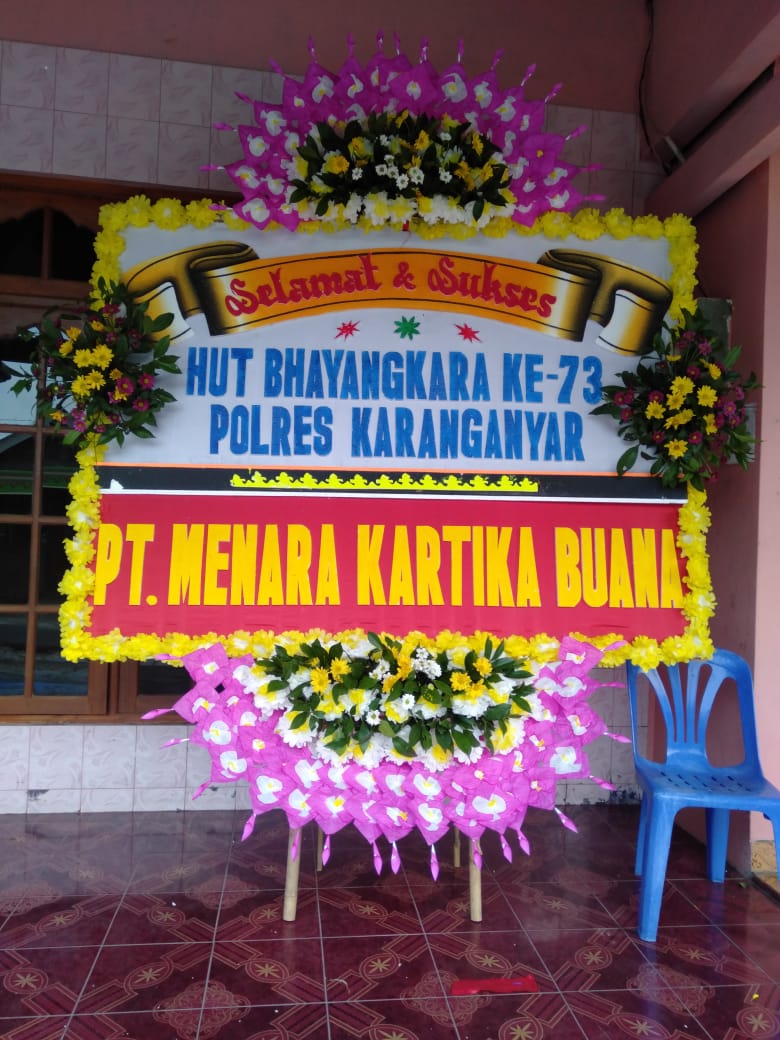 Selamat & Sukses
HUT BHAYANGKARA KE-73
POLRES KARANGANYAR
PT. MENARA KARTIKA BUANA